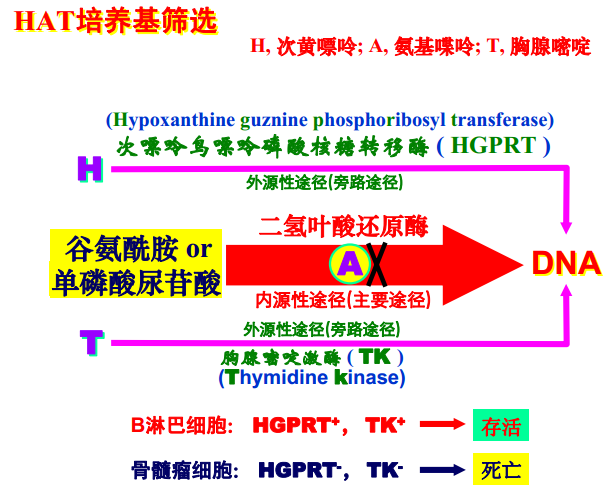 HAT培养基筛选
H, 次黄嘌呤; A, 氨基喋呤; T, 胸腺嘧啶
(Hypoxanthine guznine phosphoribosyl transferase)
次嘌呤鸟嘌呤磷酸核糖转移酶 ( HGPRT )
H
外源性途径(旁路途径)
二氢叶酸还原酶
谷氨酰胺 or
单磷酸尿苷酸
A
DNA
内源性途径(主要途径)
外源性途径(旁路途径)
T
胸腺嘧啶激酶 ( TK )
(Thymidine kinase)
B淋巴细胞: HGPRT+, TK+ 存活
骨髓瘤细胞: HGPRT-, TK- 死亡